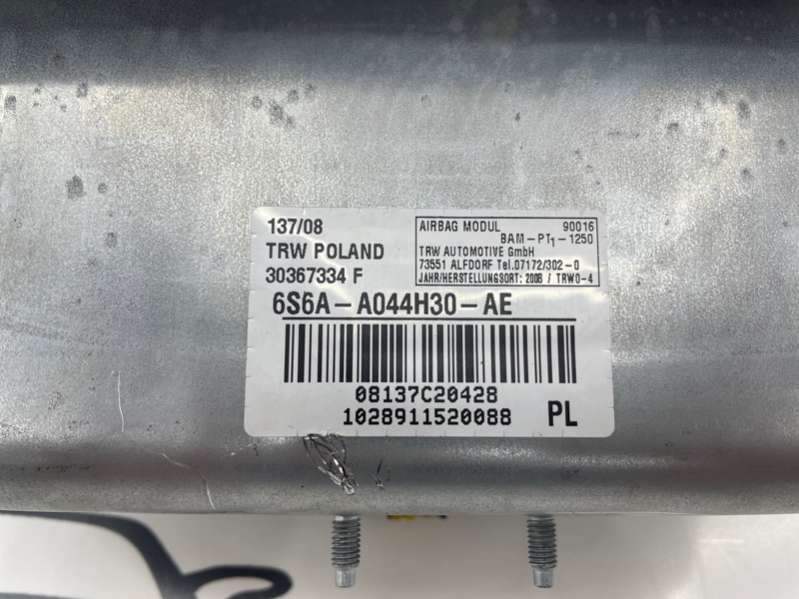 137/08
TRW POLAND
30367334 F
AIRBAG MODUL 90016
BAM-PT1-1250
TRW AUTOMOTIVE GmbH
73551 ALFDORF Tel.07172/302-0
JAHR/HERSTELLUNGSORT: 2008 / TRWO-4
6S6A-A044H30-AE
08137C20428
1028911520088 PL